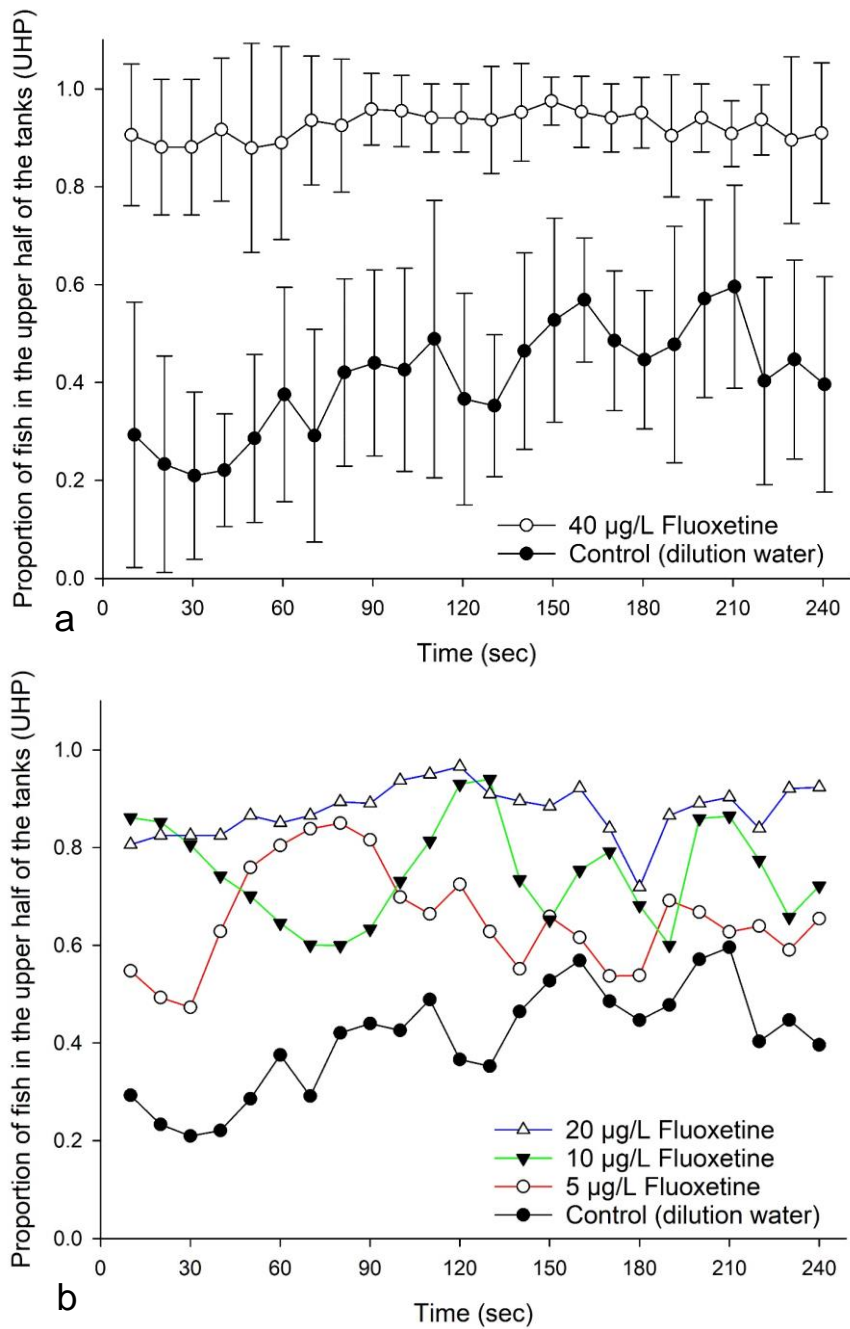 Proportion of fish in the upper half of the tanks (UHP)
1.0
0.8
0.6
0.4
0.2
0.0
40 µg/L Fluoxetine
Control (dilution water)
0 30 60 90 120 150 180 210 240
Time (sec)
a
Proportion of fish in the upper half of the tanks (UHP)
1.0
0.8
0.6
0.4
0.2
0.0
20 µg/L Fluoxetine
10 µg/L Fluoxetine
5 µg/L Fluoxetine
Control (dilution water)
0 30 60 90 120 150 180 210 240
Time (sec)
b